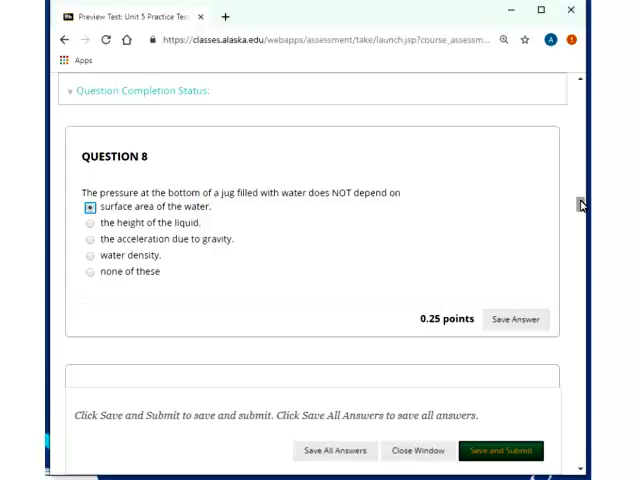 Preview Test: Unit 5 Practice Tes
https://classes.alaska.edu/webapps/assessment/take/launch.jsp?course_assessm...
A
Apps
Question Completion Status:
QUESTION 8
The pressure at the bottom of a jug filled with water does NOT depend on
surface area of the water.
the height of the liquid.
the acceleration due to gravity.
water density.
none of these
0.25 points
Save Answer
Click Save and Submit to save and submit. Click Save All Answers to save all answers.
Save All Answers
Close Window
Save and Submit